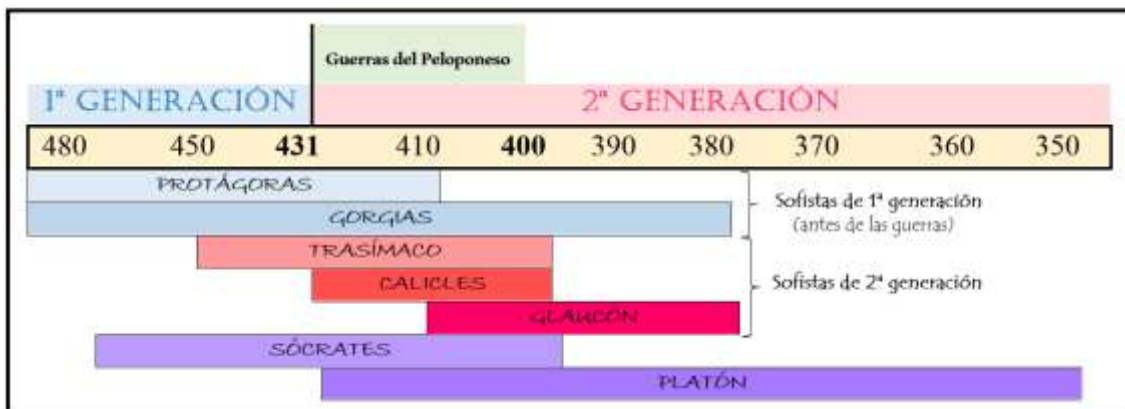 Guerras del Peloponeso
1ª GENERACIÓN
2ª GENERACIÓN
480 450 431 410 400 390 380 370 360 350
PROTÁGORAS
GORGIAS
Sofistas de 1ª generación
(antes de las guerras)
TRASÍMACO
CALICLES
Sofistas de 2ª generación
GLAUCÓN
SÓCRATES
PLATÓN